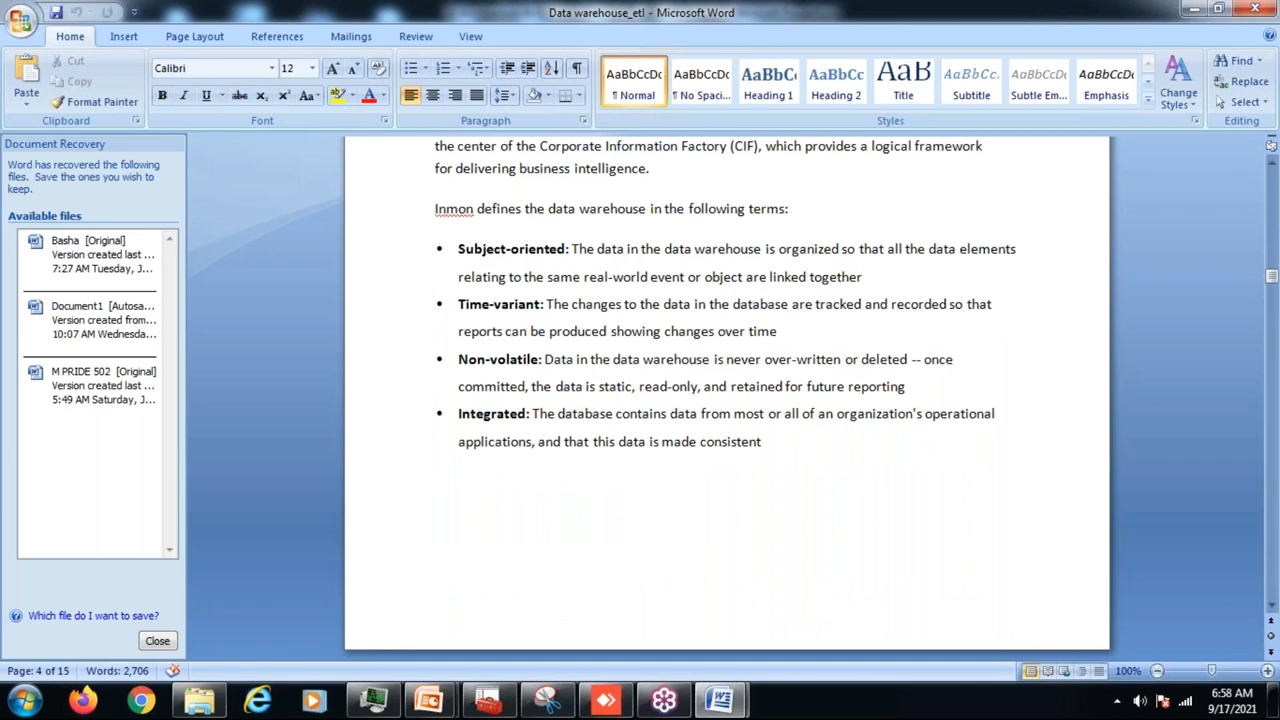 Data warehouse_etl - Microsoft Word
Home Insert Page Layout References Mailings Review View
Paste
Cut
Copy
Format Painter
Calibri 12
AaBbCcDc AaBbCcDc AaBbC AaBbCc AaB AaBbCc. AaBbCcDc AaBbCcDc
¶ Normal ¶ No Spaci... Heading 1 Heading 2 Title Subtitle Subtle Em... Emphasis
Change
Styles
Find
Replace
Select
Clipboard Font Paragraph Styles Editing
Document Recovery
Word has recovered the following
files. Save the ones you wish to
keep.
Available files
Basha [Original]
Version created last ...
7:27 AM Tuesday, J...
Document1 [Autosa...
Version created from...
10:07 AM Wednesda...
M PRIDE 502 [Original]
Version created last ...
5:49 AM Saturday, J...
Which file do I want to save?
Close
the center of the Corporate Information Factory (CIF), which provides a logical framework
for delivering business intelligence.
Inmon defines the data warehouse in the following terms:
• Subject-oriented: The data in the data warehouse is organized so that all the data elements
relating to the same real-world event or object are linked together
• Time-variant: The changes to the data in the database are tracked and recorded so that
reports can be produced showing changes over time
• Non-volatile: Data in the data warehouse is never over-written or deleted -- once
committed, the data is static, read-only, and retained for future reporting
• Integrated: The database contains data from most or all of an organization's operational
applications, and that this data is made consistent
Page: 4 of 15 Words: 2,706 100%
6:58 AM
9/17/2021